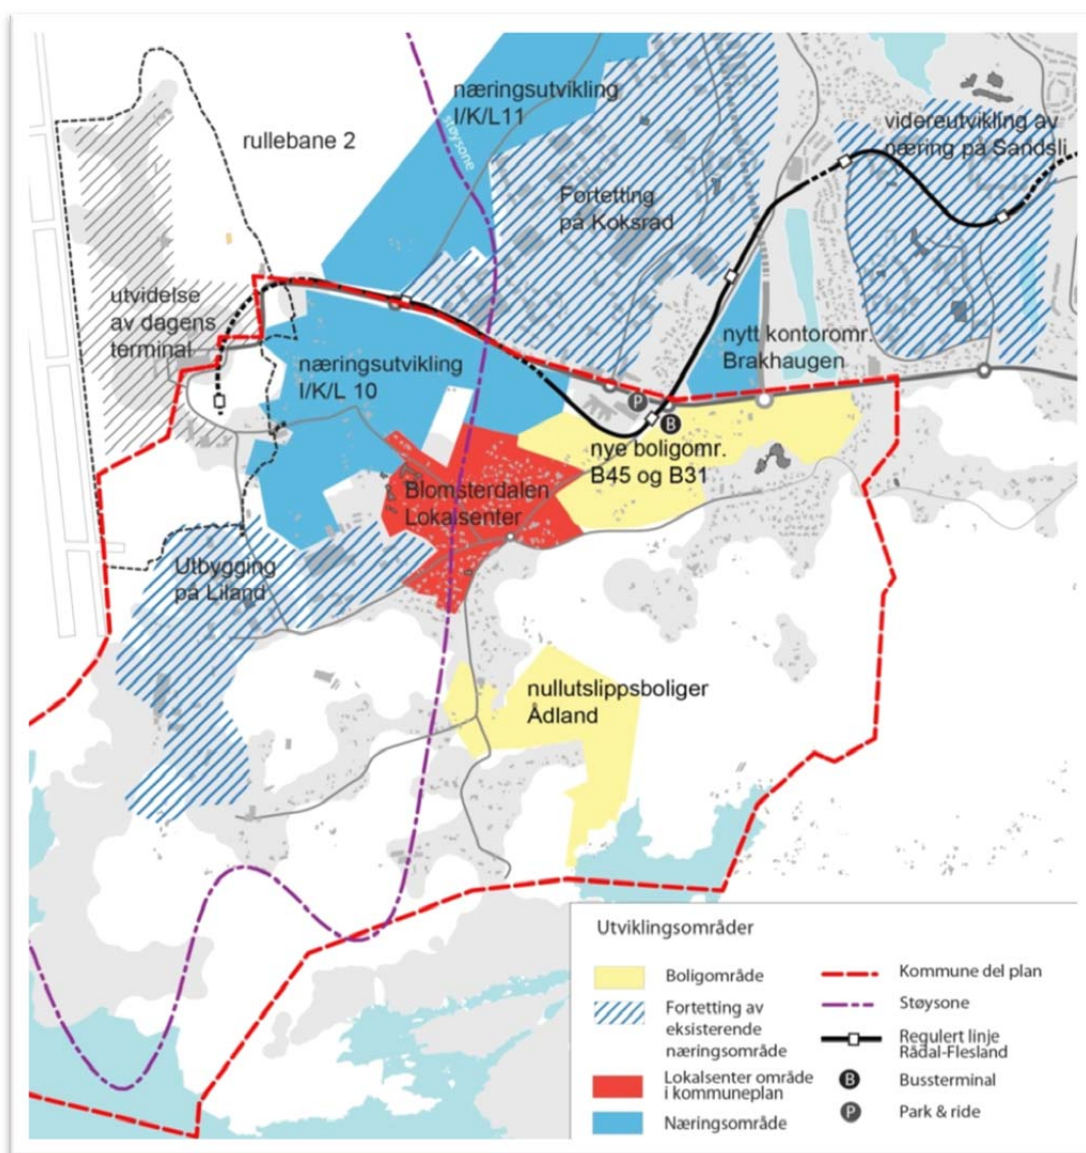 næringsutvikling
I/K/L11
støysone
rullebane 2
videreutvikling av
næring på Sandsli
Fortetting
på Koksrad
utvidelse
av dagens
terminal
næringsutvikling
I/K/L 10
nytt kontoromr.
Brakhaugen
P
B
nye boligomr.
B45 og B31
Blomsterdalen
Lokalsenter
Utbygging
på Liland
nullutslippsboliger
Ådland
Utviklingsområder
Boligområde
Fortetting av
eksisterende
næringsområde
Lokalsenter område
i kommuneplan
Næringsområde
Kommune del plan
Støysone
Regulert linje
Rådal-Flesland
B
Bussterminal
P
Park & ride